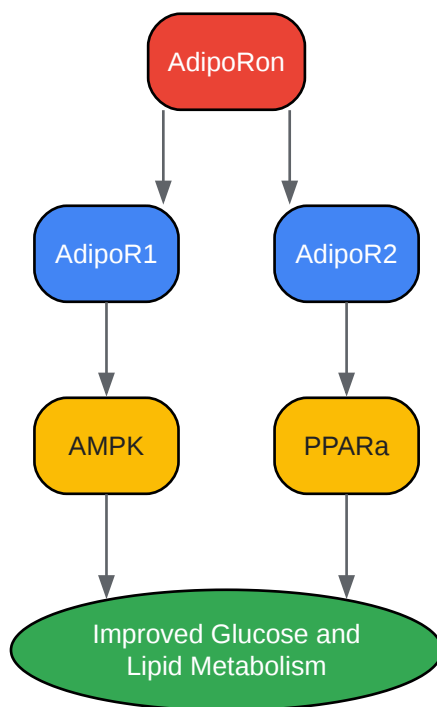 AdipoRon
AdipoR1
AdipoR2
AMPK
PPARa
Improved Glucose and
Lipid Metabolism